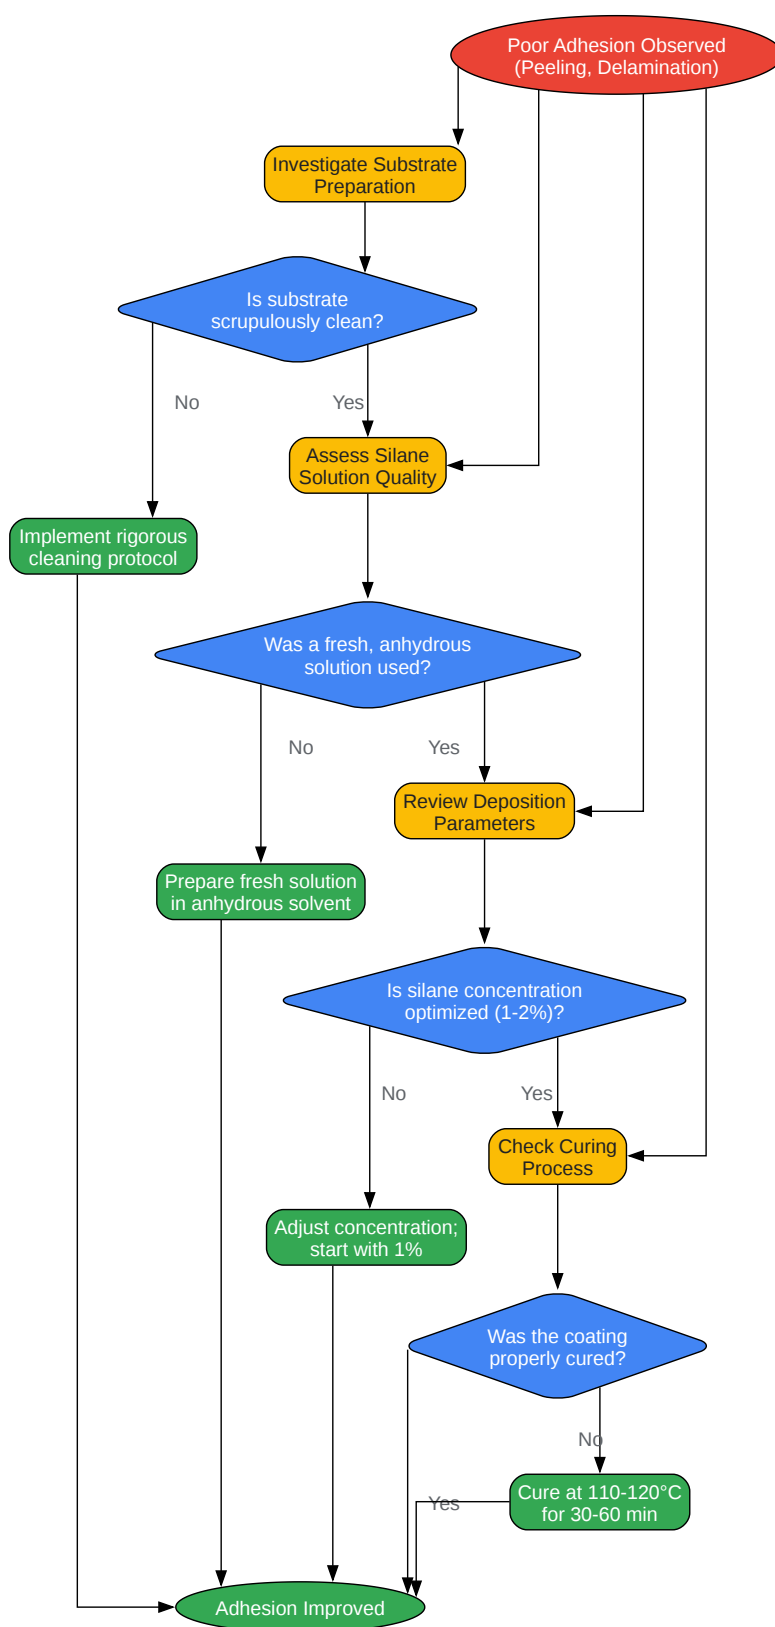 Poor Adhesion Observed
(Peeling, Delamination)
Investigate Substrate
Preparation
Is substrate
scrupulously clean?
No
Yes
Assess Silane
Solution Quality
Implement rigorous
cleaning protocol
Was a fresh, anhydrous
solution used?
No
Yes
Review Deposition
Parameters
Prepare fresh solution
in anhydrous solvent
Is silane concentration
optimized (1-2%)?
No
Yes
Check Curing
Process
Adjust concentration;
start with 1%
Was the coating
properly cured?
No
Cure at 110-120°C
for 30-60 min
Yes
Adhesion Improved